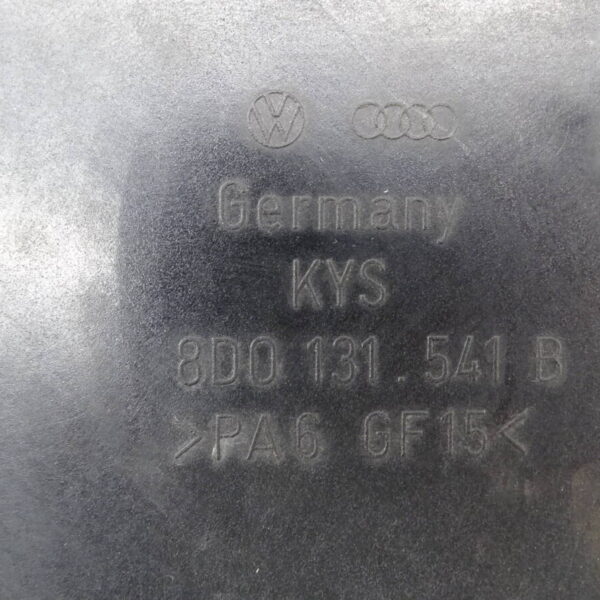 Germany
KYS
8D0 131.541 B
>PA6 GF15<